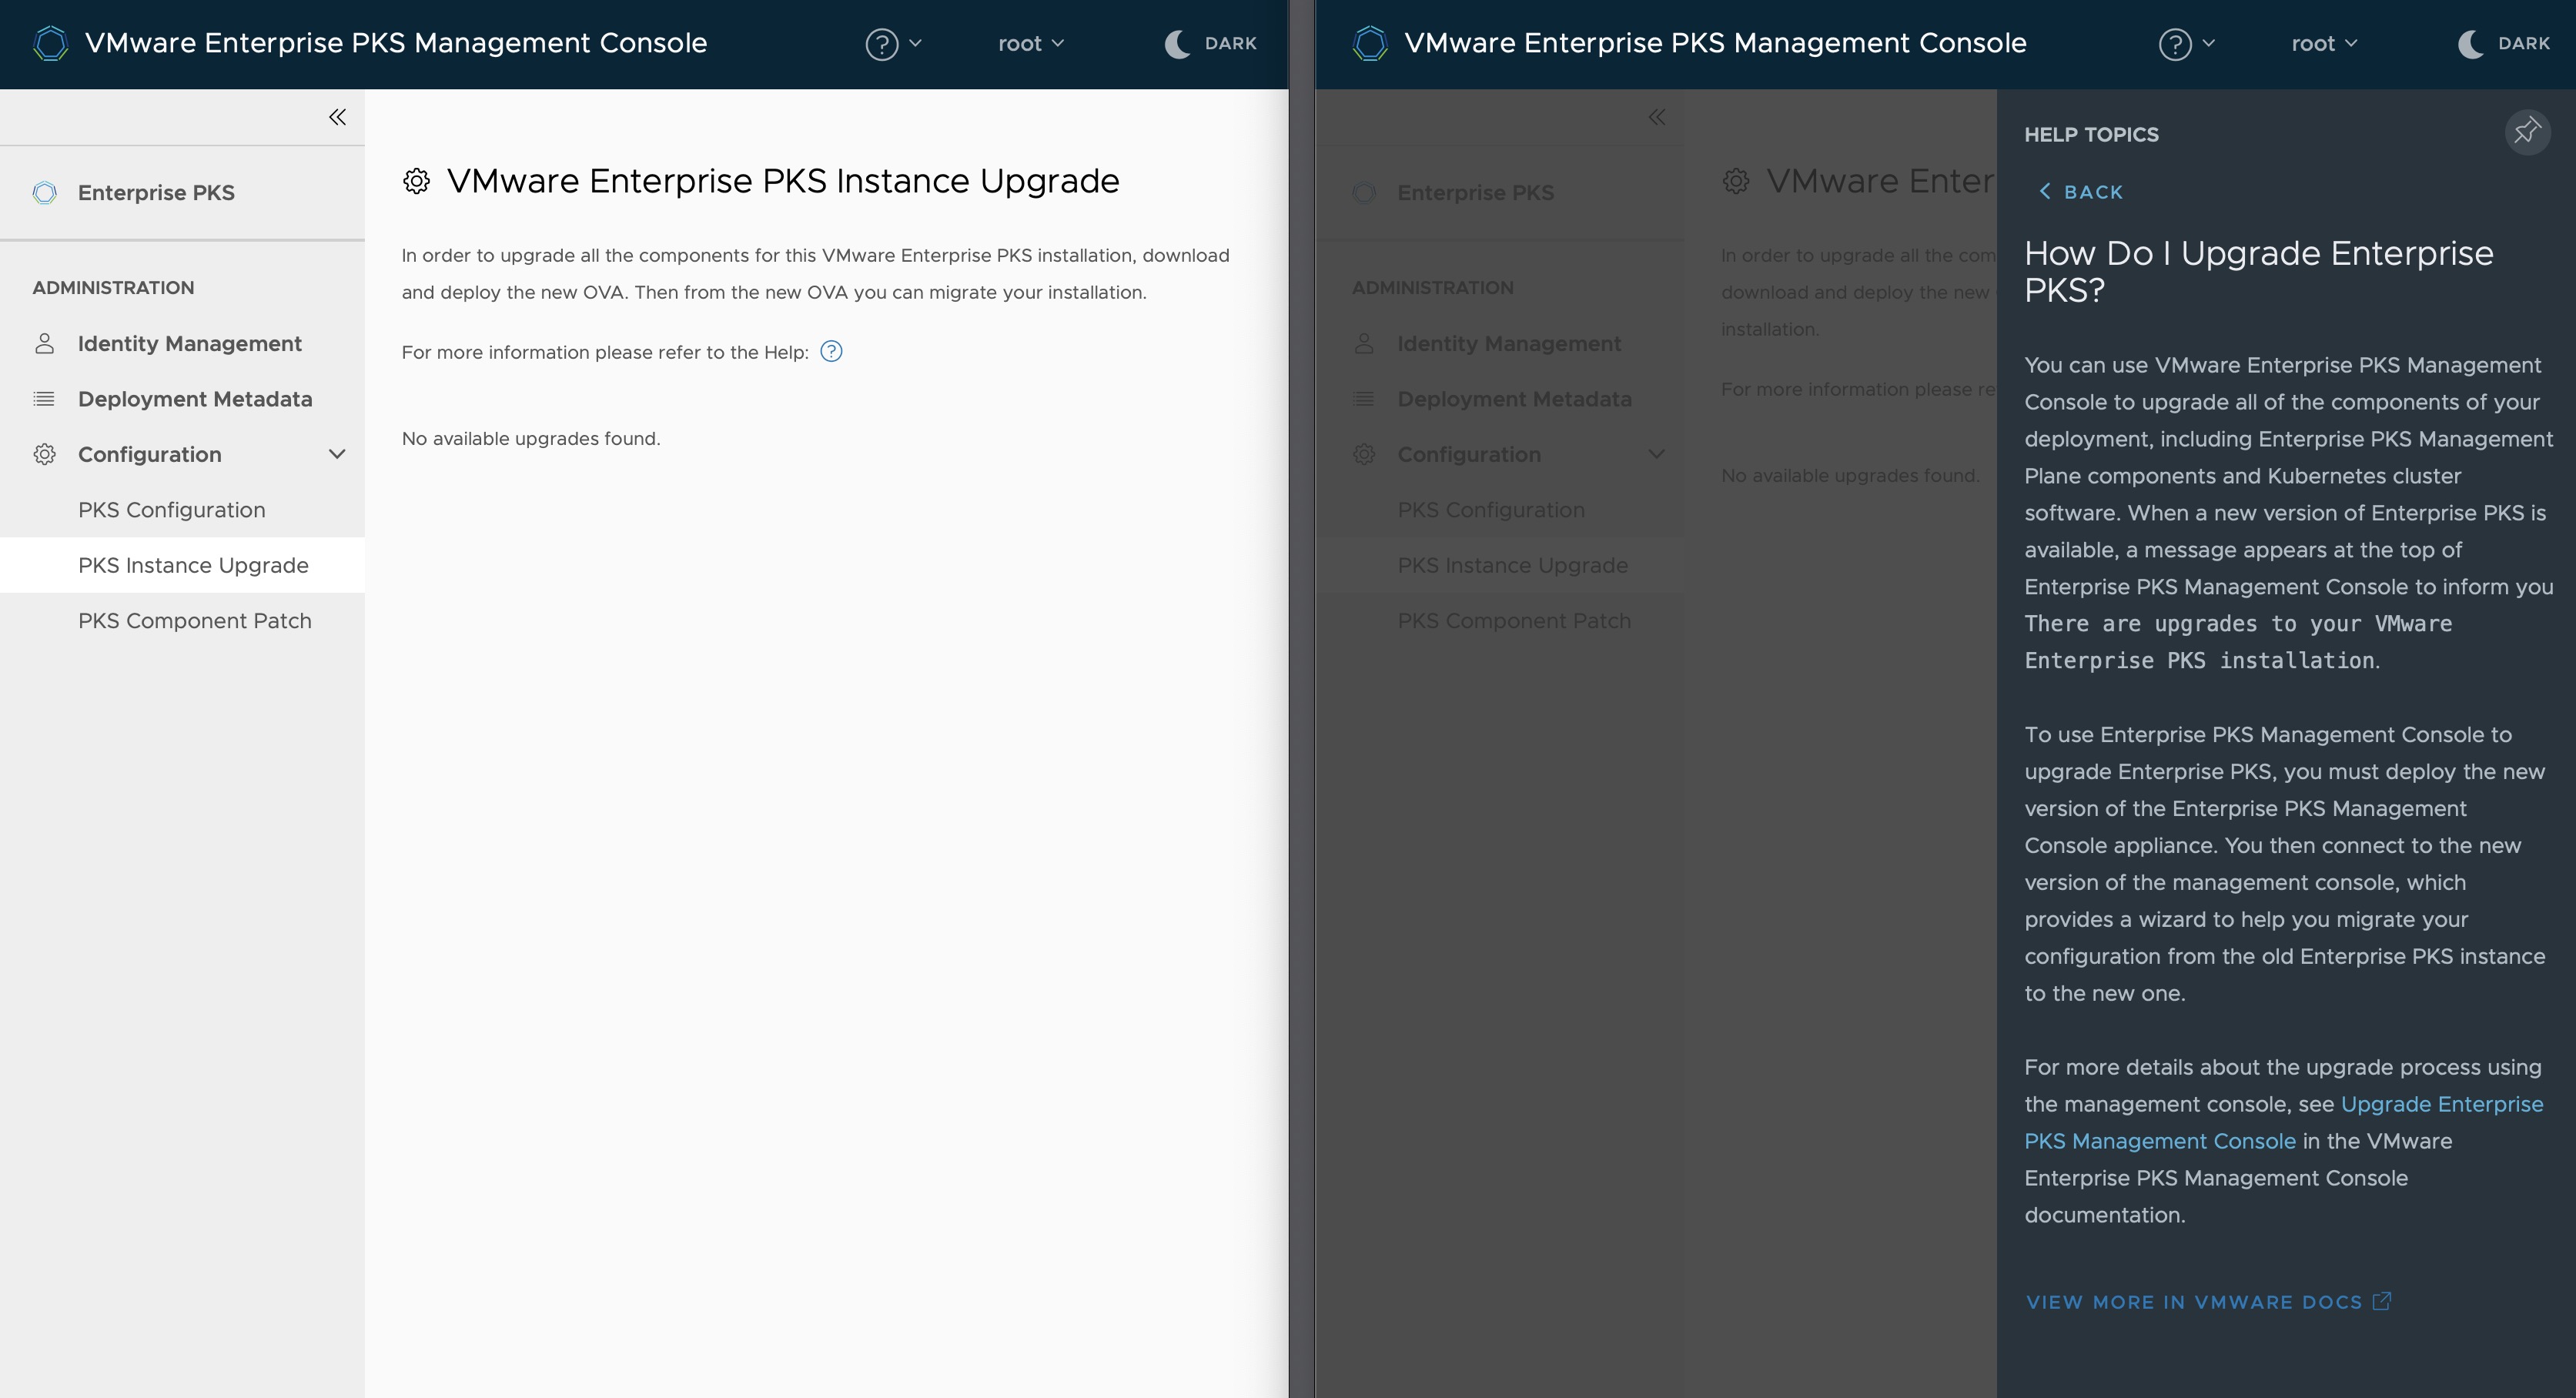 VMware Enterprise PKS Management Console
root
DARK
Enterprise PKS
ADMINISTRATION
Identity Management
Deployment Metadata
Configuration
PKS Configuration
PKS Instance Upgrade
PKS Component Patch
VMware Enterprise PKS Instance Upgrade
In order to upgrade all the components for this VMware Enterprise PKS installation, download
and deploy the new OVA. Then from the new OVA you can migrate your installation.
For more information please refer to the Help:
No available upgrades found.
VMware Enterprise PKS Management Console
root
DARK
Enterprise PKS
ADMINISTRATION
Identity Management
Deployment Metadata
Configuration
PKS Configuration
PKS Instance Upgrade
PKS Component Patch
VMware Enter
In order to upgrade all the com
download and deploy the new
installation.
For more information please re
No available upgrades found.
HELP TOPICS
BACK
How Do I Upgrade Enterprise
PKS?
You can use VMware Enterprise PKS Management
Console to upgrade all of the components of your
deployment, including Enterprise PKS Management
Plane components and Kubernetes cluster
software. When a new version of Enterprise PKS is
available, a message appears at the top of
Enterprise PKS Management Console to inform you
There are upgrades to your VMware
Enterprise PKS installation.
To use Enterprise PKS Management Console to
upgrade Enterprise PKS, you must deploy the new
version of the Enterprise PKS Management
Console appliance. You then connect to the new
version of the management console, which
provides a wizard to help you migrate your
configuration from the old Enterprise PKS instance
to the new one.
For more details about the upgrade process using
the management console, see Upgrade Enterprise
PKS Management Console in the VMware
Enterprise PKS Management Console
documentation.
VIEW MORE IN VMWARE DOCS